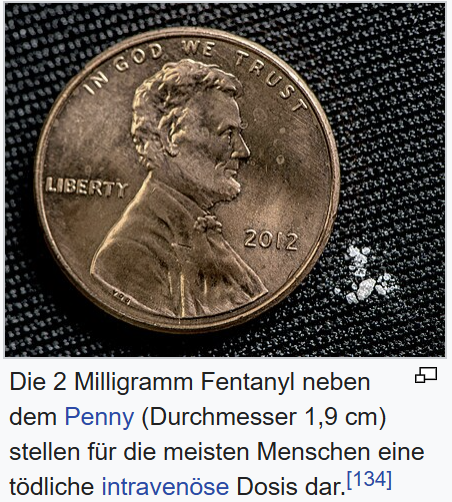 IN GOD WE TRUST
LIBERTY
2012
Die 2 Milligramm Fentanyl neben
dem Penny (Durchmesser 1,9 cm)
stellen für die meisten Menschen eine
tödliche intravenöse Dosis dar.[134]